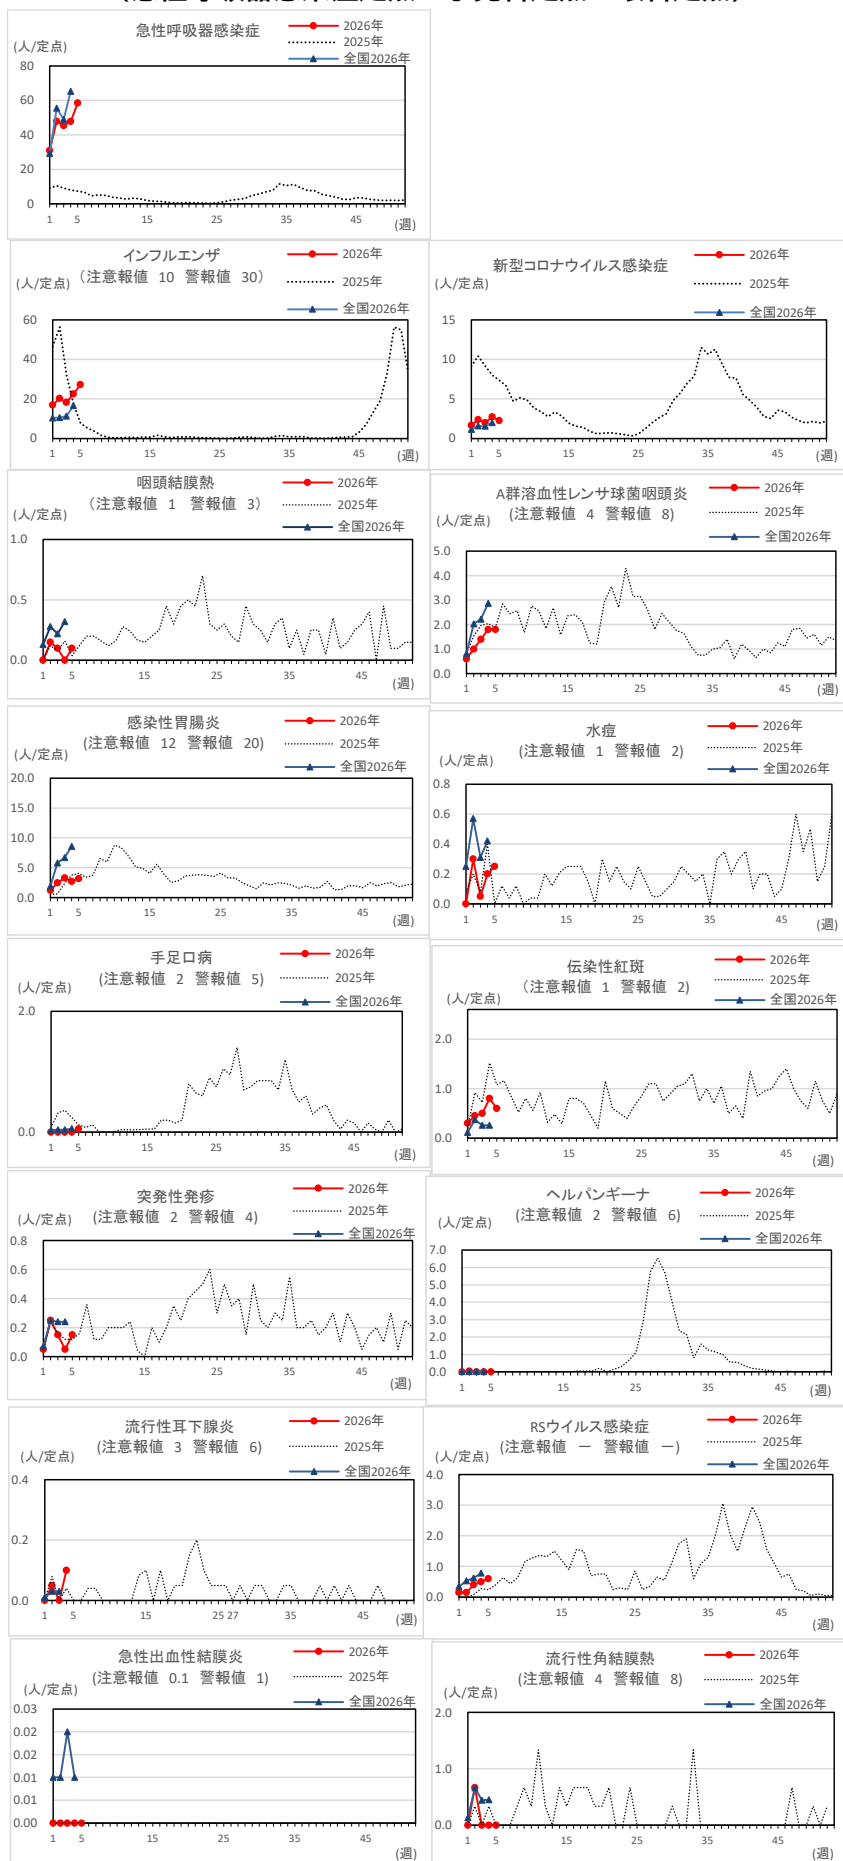 急性呼吸器感染症
(人/定点)
2026年
2025年
全国2026年
80
60
40
20
0
1 5 15 25 35 45
(週)
インフルエンザ
（注意報値 10 警報値 30）
(人/定点)
2026年
2025年
全国2026年
60
40
20
0
1 5 15 25 35 45
(週)
新型コロナウイルス感染症
(人/定点)
2026年
2025年
全国2026年
15
10
5
0
1 5 15 25 35 45
(週)
咽頭結膜熱
（注意報値 1 警報値 3）
(人/定点)
2026年
2025年
全国2026年
1.0
0.5
0.0
1 5 15 25 35 45
(週)
A群溶血性レンサ球菌咽頭炎
(注意報値 4 警報値 8)
(人/定点)
2026年
2025年
全国2026年
5.0
4.0
3.0
2.0
1.0
0.0
1 5 15 25 35 45
(週)
感染性胃腸炎
(注意報値 12 警報値 20)
(人/定点)
2026年
2025年
全国2026年
20.0
15.0
10.0
5.0
0.0
1 5 15 25 35 45
(週)
水痘
(注意報値 1 警報値 2)
(人/定点)
2026年
2025年
全国2026年
0.8
0.6
0.4
0.2
0.0
1 5 15 25 35 45
(週)
手足口病
(注意報値 2 警報値 5)
(人/定点)
2026年
2025年
全国2026年
2.0
0.0
1 5 15 25 35 45
(週)
伝染性紅斑
（注意報値 1 警報値 2)
(人/定点)
2026年
2025年
全国2026年
2.0
1.0
0.0
1 5 15 25 35 45
(週)
突発性発疹
(注意報値 2 警報値 4)
(人/定点)
2026年
2025年
全国2026年
0.8
0.6
0.4
0.2
0.0
1 5 15 25 35 45
(週)
ヘルパンギーナ
(注意報値 2 警報値 6)
(人/定点)
2026年
2025年
全国2026年
7.0
6.0
5.0
4.0
3.0
2.0
1.0
0.0
1 5 15 25 35 45
(週)
流行性耳下腺炎
(注意報値 3 警報値 6)
(人/定点)
2026年
2025年
全国2026年
0.4
0.2
0.0
1 5 15 25 27 35 45
(週)
RSウイルス感染症
(注意報値 ー 警報値 ー)
(人/定点)
2026年
2025年
全国2026年
4.0
3.0
2.0
1.0
0.0
1 5 15 25 35 45
(週)
急性出血性結膜炎
(注意報値 0.1 警報値 1)
(人/定点)
2026年
2025年
全国2026年
0.03
0.02
0.02
0.01
0.01
0.00
1 5 15 25 35 45
(週)
流行性角結膜熱
(注意報値 4 警報値 8)
(人/定点)
2026年
2025年
全国2026年
2.0
1.0
0.0
1 5 15 25 35 45
(週)